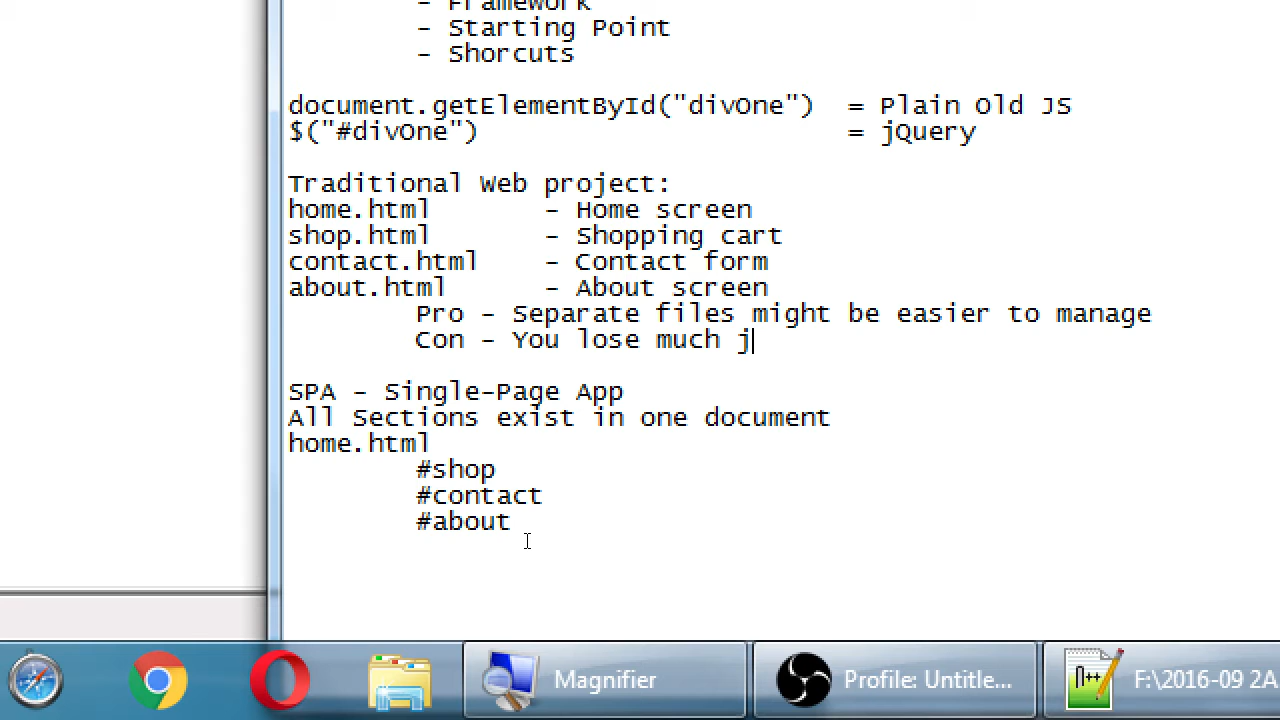 - Framework
- Starting Point
- Shorcuts
document.getElementById("divOne") = Plain Old JS
$("#divOne") = jQuery
Traditional Web project:
home.html - Home screen
shop.html - Shopping cart
contact.html - Contact form
about.html - About screen
Pro - Separate files might be easier to manage
Con - You lose much j
SPA - Single-Page App
All Sections exist in one document
home.html
#shop
#contact
#about
Magnifier
Profile: Untitle...
F:\2016-09 2A